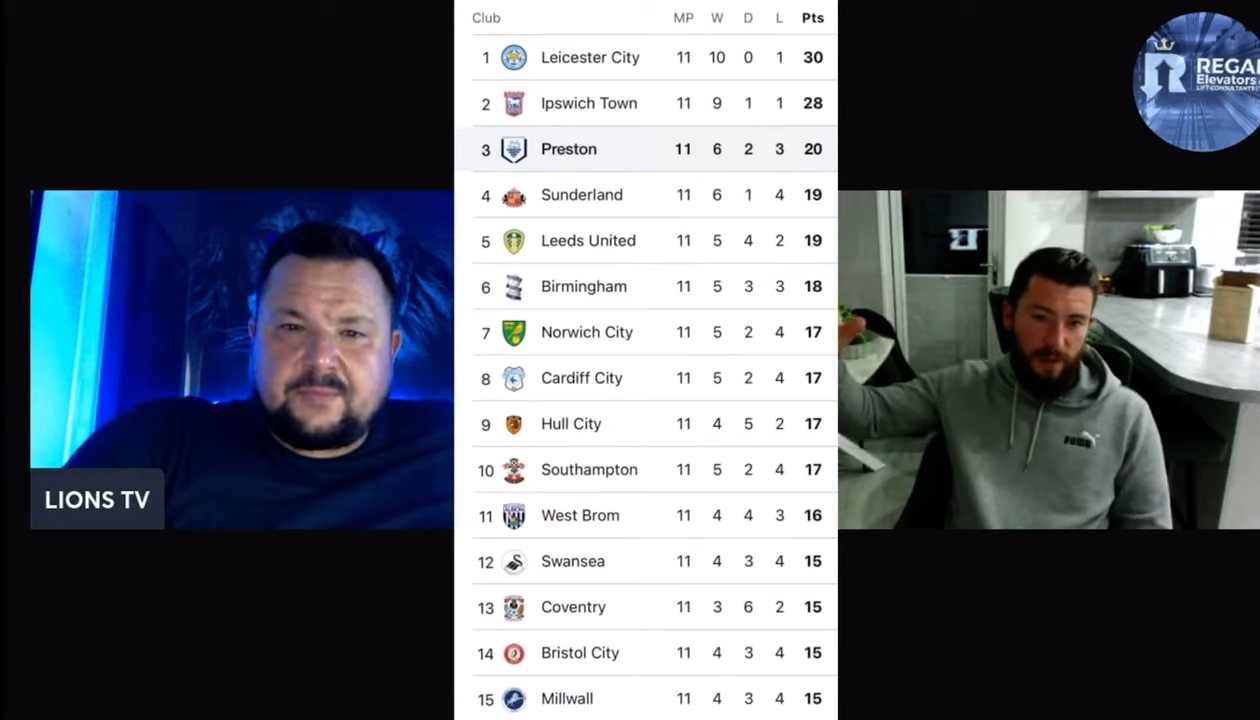 Club MP W D L Pts
1 Leicester City 11 10 0 1 30
2 Ipswich Town 11 9 1 1 28
3 Preston 11 6 2 3 20
4 Sunderland 11 6 1 4 19
5 Leeds United 11 5 4 2 19
6 Birmingham 11 5 3 3 18
7 Norwich City 11 5 2 4 17
8 Cardiff City 11 5 2 4 17
9 Hull City 11 4 5 2 17
10 Southampton 11 5 2 4 17
11 West Brom 11 4 4 3 16
12 Swansea 11 4 3 4 15
13 Coventry 11 3 6 2 15
14 Bristol City 11 4 3 4 15
15 Millwall 11 4 3 4 15
LIONS TV
REGAL
Elevators
LIFT CONSULTANTS
PUMA